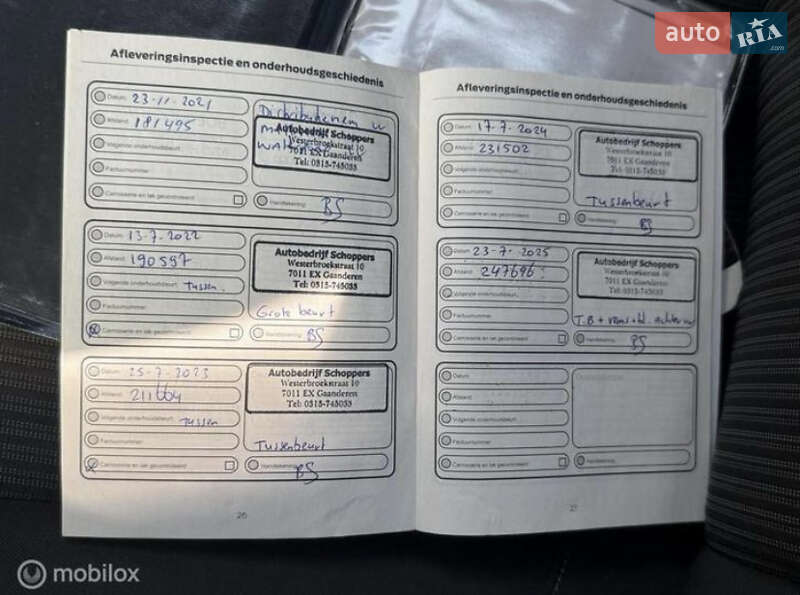 auto RIA .com
Afleveringsinspectie en onderhoudsgeschiedenis
Datum: 23-11-2021
Afstand: 181495
Volgende onderhoudsbeurt:
Factuurnummer:
Carrosserie en lak gecontroleerd
Distributieriem
Autobedrijf Schoppers
Westerbroekstraat 10
7011 EX Gaanderen
Tel: 0315-745033
Handtekening: BS
Datum: 13-7-2022
Afstand: 190597
Volgende onderhoudsbeurt: Tussen.
Factuurnummer:
Carrosserie en lak gecontroleerd
Autobedrijf Schoppers
Westerbroekstraat 10
7011 EX Gaanderen
Tel: 0315-745033
Grote beurt
Handtekening: BS
Datum: 25-7-2023
Afstand: 211664
Volgende onderhoudsbeurt: Tussen
Factuurnummer:
Carrosserie en lak gecontroleerd
Autobedrijf Schoppers
Westerbroekstraat 10
7011 EX Gaanderen
Tel: 0315-745033
Tussenbeurt
Handtekening: BS
26
Afleveringsinspectie en onderhoudsgeschiedenis
Datum: 17-7-2024
Afstand: 231502
Volgende onderhoudsbeurt:
Factuurnummer:
Carrosserie en lak gecontroleerd
Autobedrijf Schoppers
Westerbroekstraat 10
7011 EX Gaanderen
Tel: 0315-745033
Tussenbeurt
Handtekening: BS
Datum: 23-7-2025
Afstand: 247696
Volgende onderhoudsbeurt:
Factuurnummer:
Carrosserie en lak gecontroleerd
Autobedrijf Schoppers
Westerbroekstraat 10
7011 EX Gaanderen
Tel: 0315-745033
T.B +
Handtekening: BS
Datum:
Afstand:
Volgende onderhoudsbeurt:
Factuurnummer:
Carrosserie en lak gecontroleerd
Handtekening:
27
mobilox